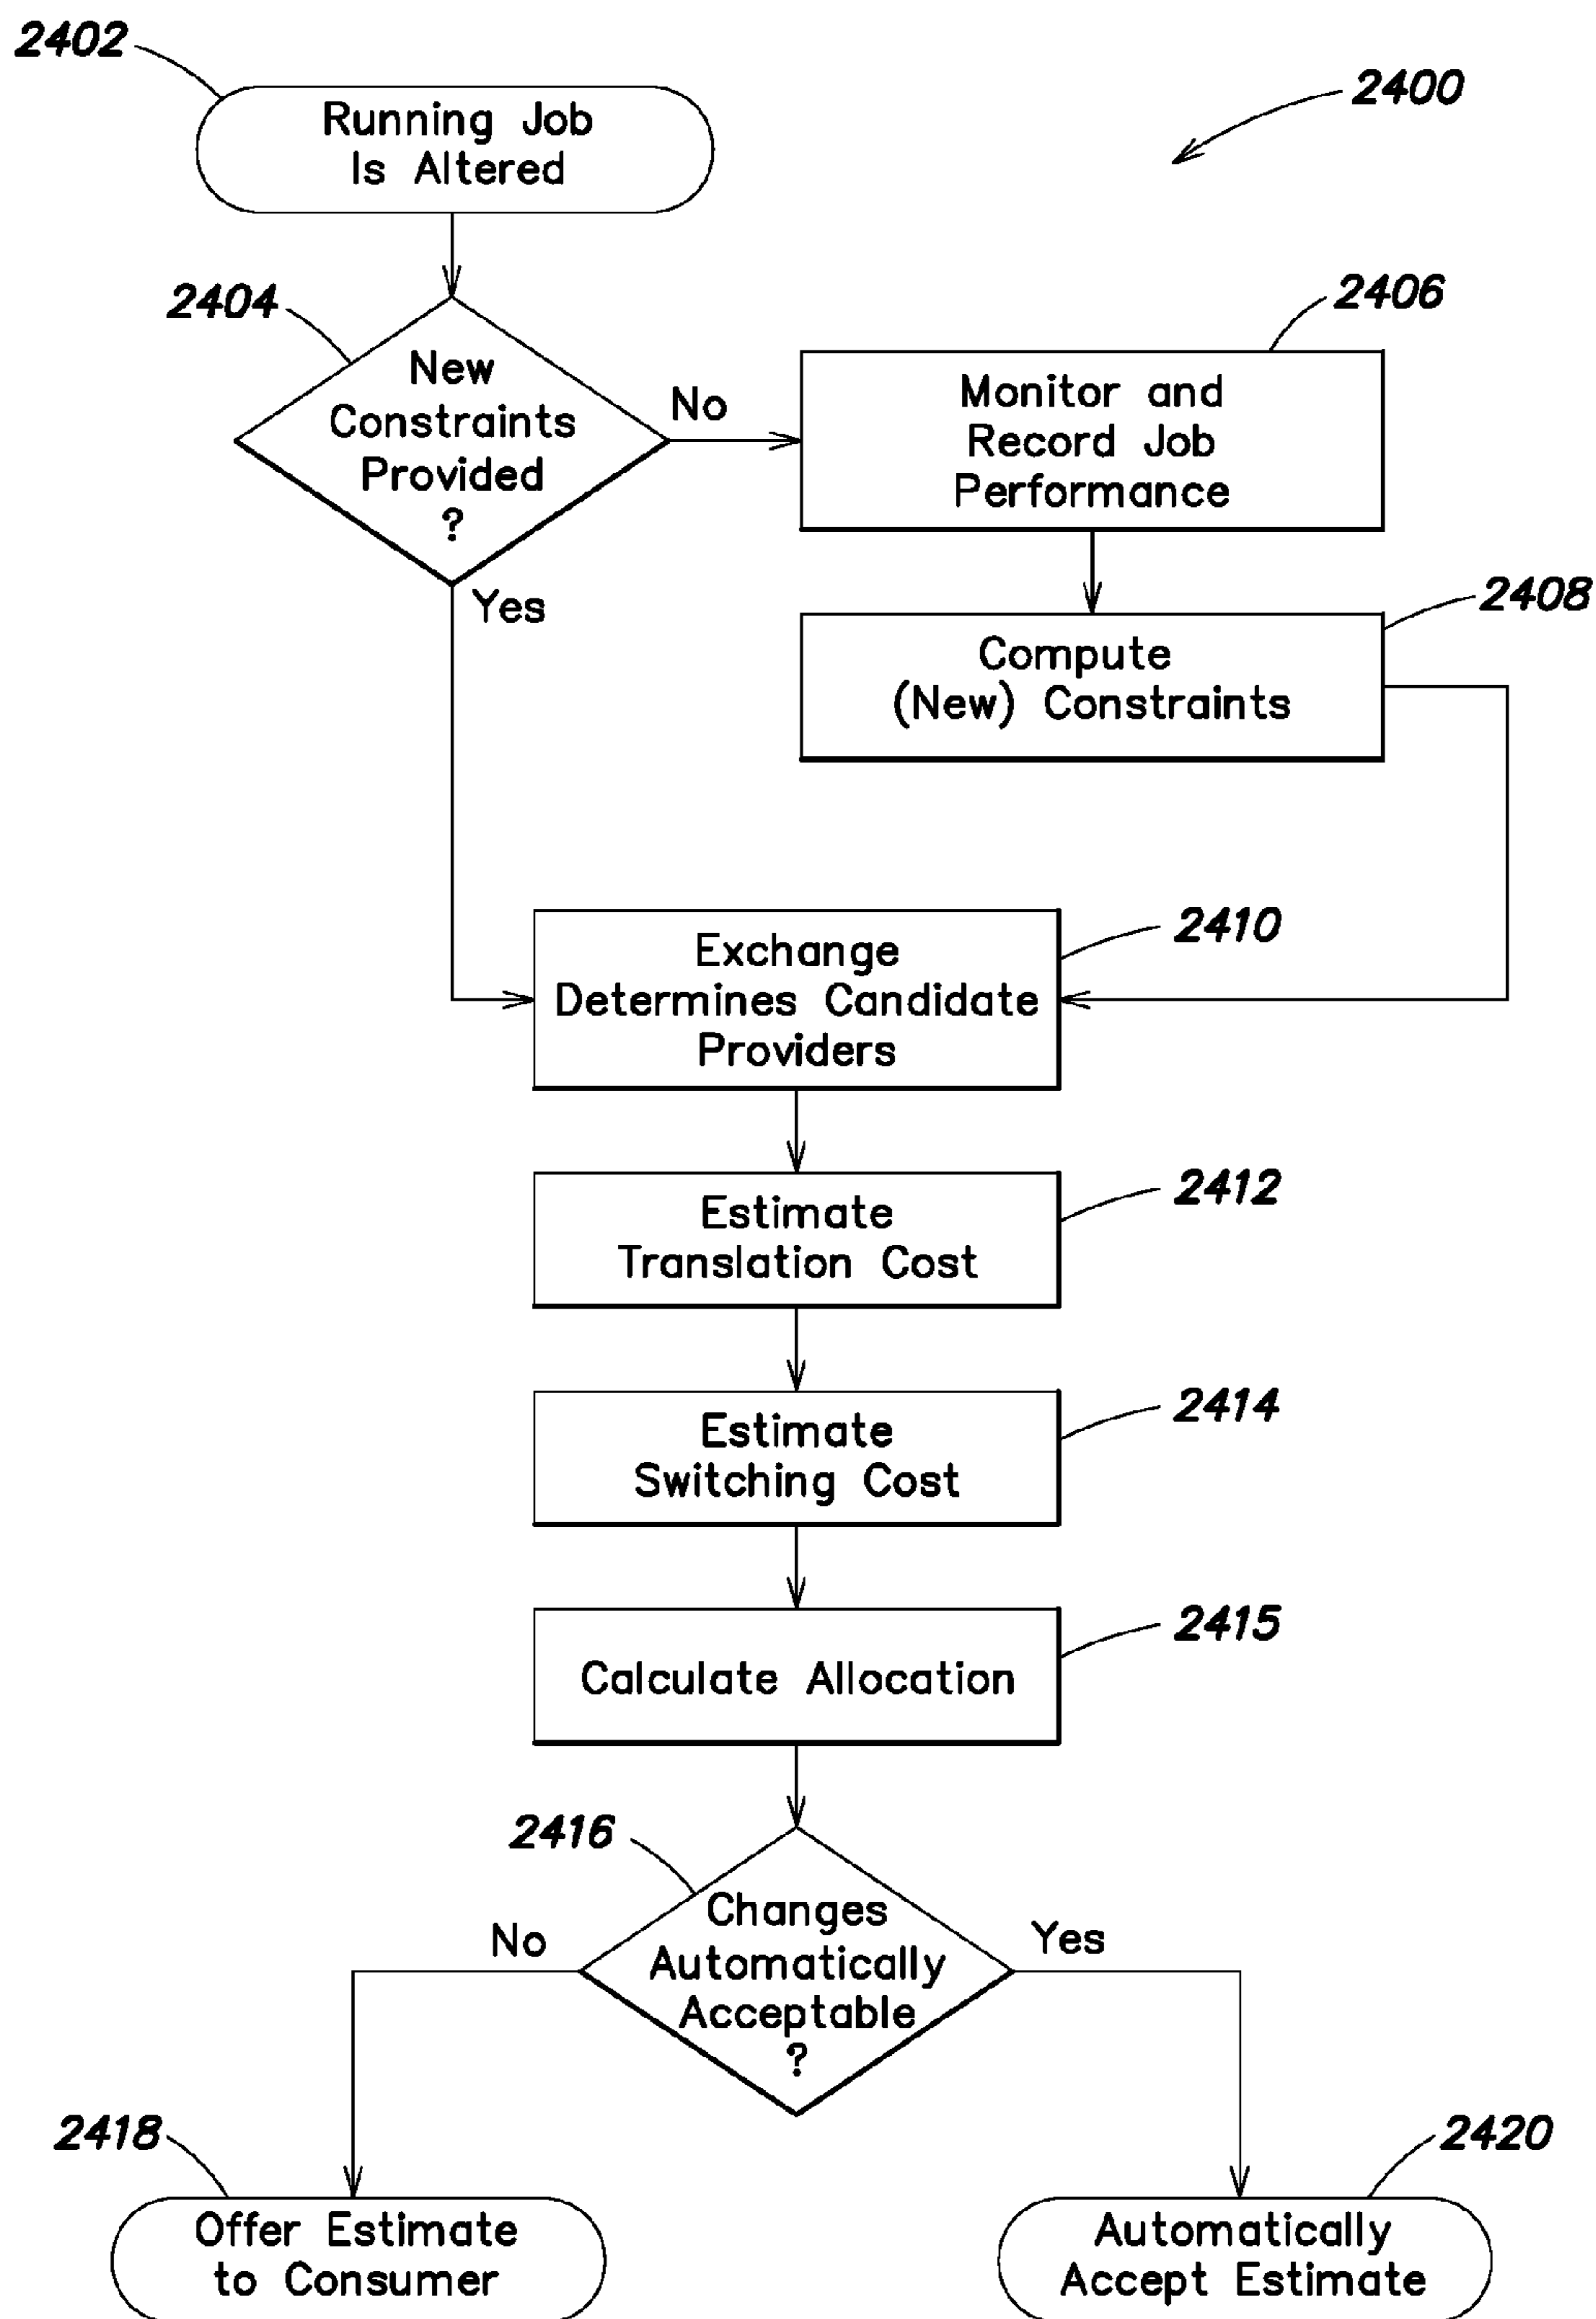 2402
Running Job
Is Altered
2400
2404
New
Constraints
Provided
?
No
Yes
2406
Monitor and
Record Job
Performance
2408
Compute
(New) Constraints
2410
Exchange
Determines Candidate
Providers
2412
Estimate
Translation Cost
2414
Estimate
Switching Cost
2415
Calculate Allocation
2416
Changes
Automatically
Acceptable
?
No
Yes
2418
Offer Estimate
to Consumer
2420
Automatically
Accept Estimate